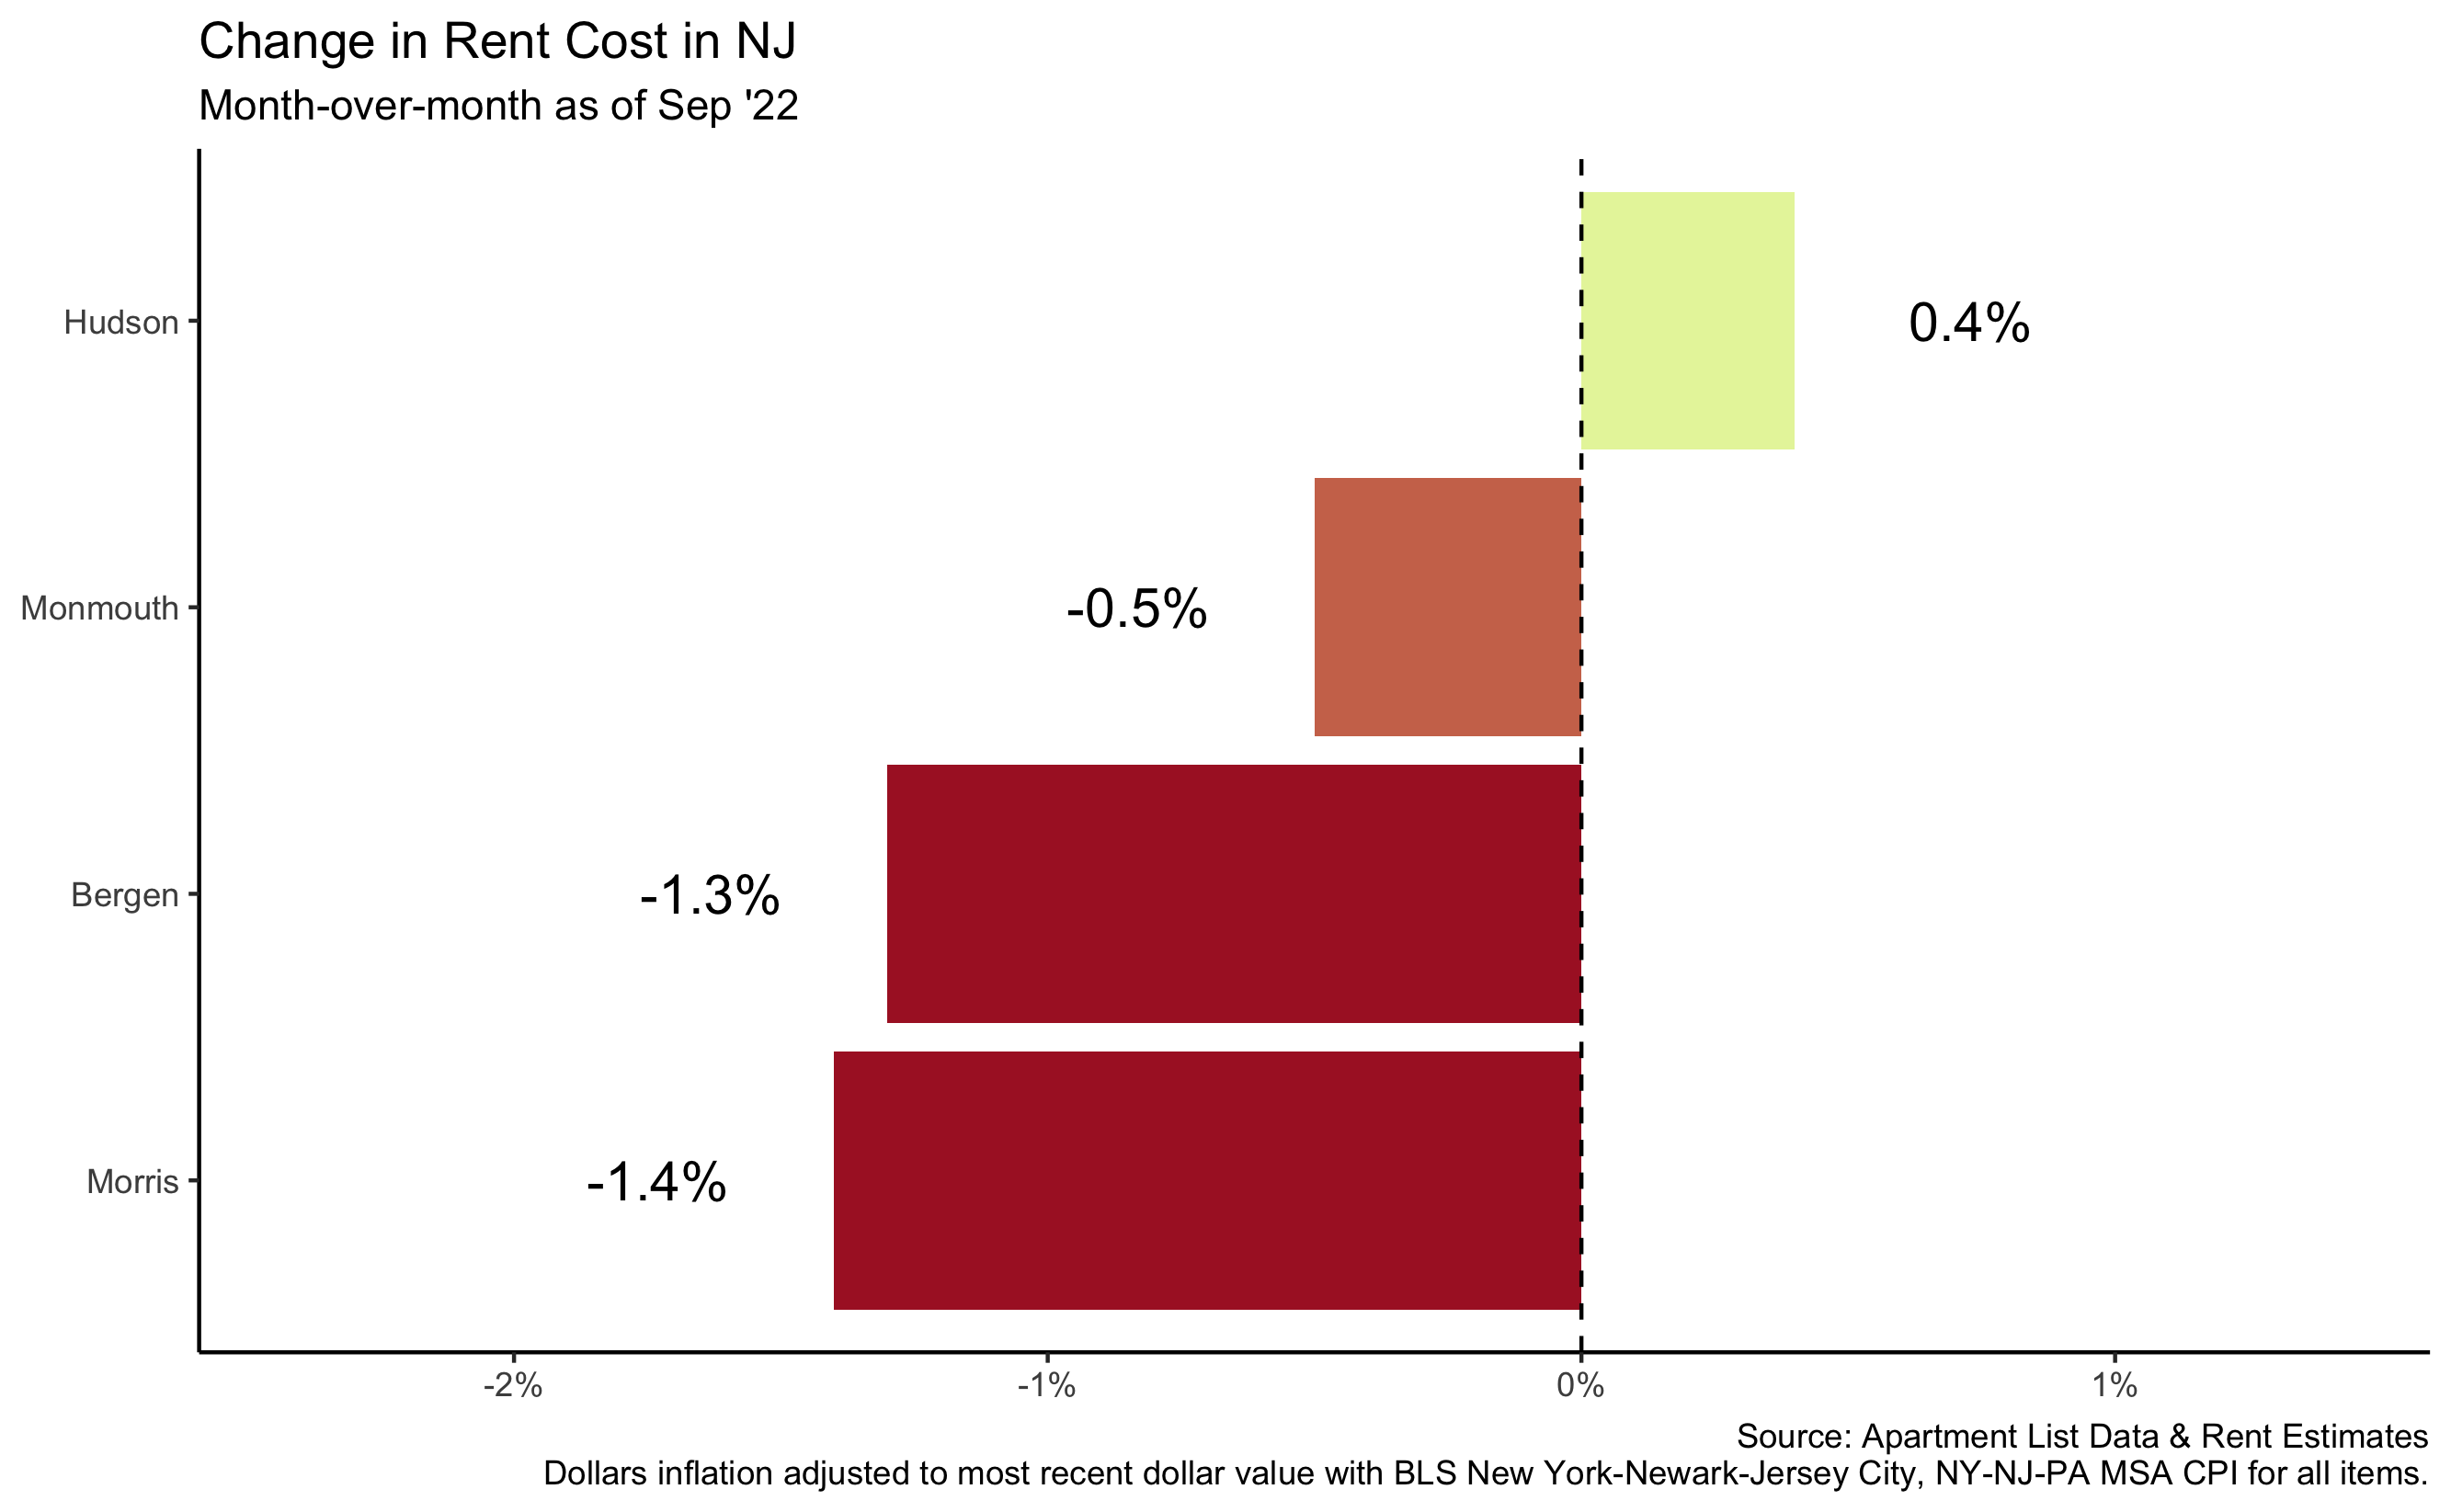 Change in Rent Cost in NJ
Month-over-month as of Sep '22
Hudson
0.4%
Monmouth
-0.5%
Bergen
-1.3%
Morris
-1.4%
-2%
-1%
0%
1%
Source: Apartment List Data & Rent Estimates
Dollars inflation adjusted to most recent dollar value with BLS New York-Newark-Jersey City, NY-NJ-PA MSA CPI for all items.